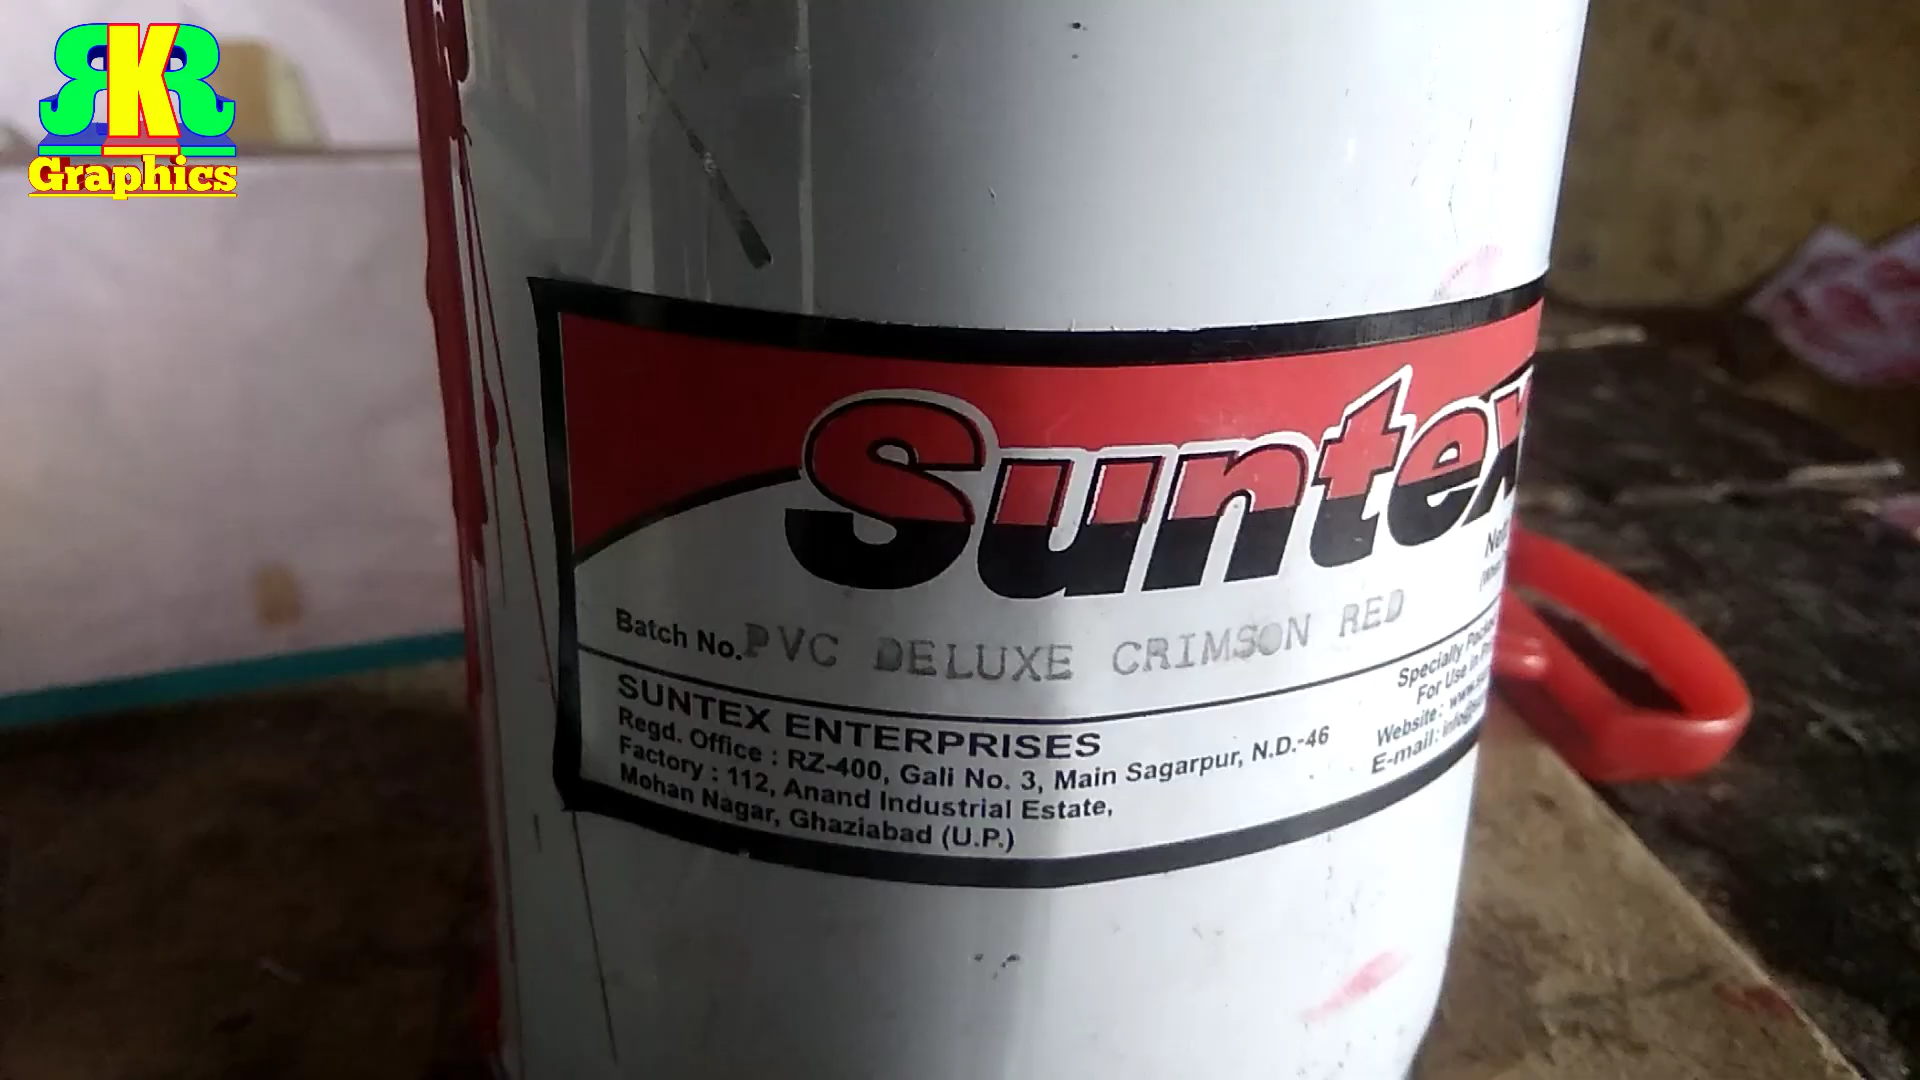 SKS
Graphics
Suntex
Batch No. PVC DELUXE CRIMSON RED
SUNTEX ENTERPRISES
Regd. Office : RZ-400, Gali No. 3, Main Sagarpur, N.D.-46
Factory : 112, Anand Industrial Estate,
Mohan Nagar, Ghaziabad (U.P.)
Specially
For Use in
Website:
E-mail: